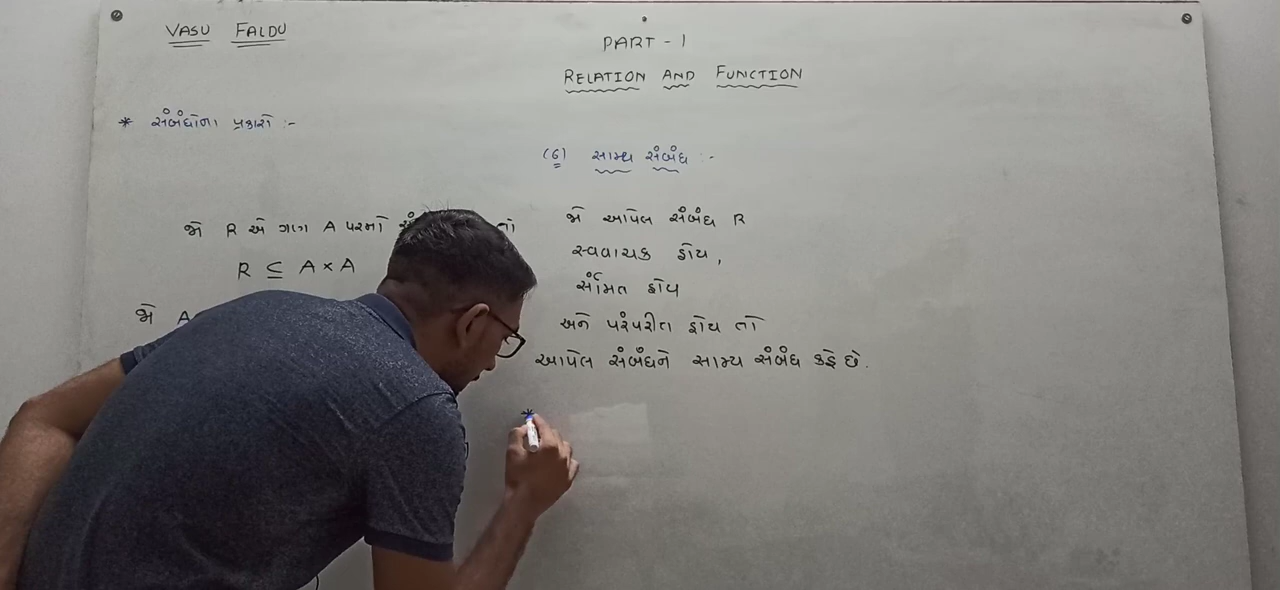 VASU FALDU
PART - 1
RELATION AND FUNCTION
* સંબંધોના પ્રકારો :-
(6) સામ્ય સંબંધ :-
જો R એ ગણ A પરનો તો
R ⊆ A × A
જો A
જો આપેલ સંબંધ R
સ્વવાચક હોય,
સંમિત હોય
અને પરંપરીત હોય તો
આપેલ સંબંધને સામ્ય સંબંધ કહે છે.
*